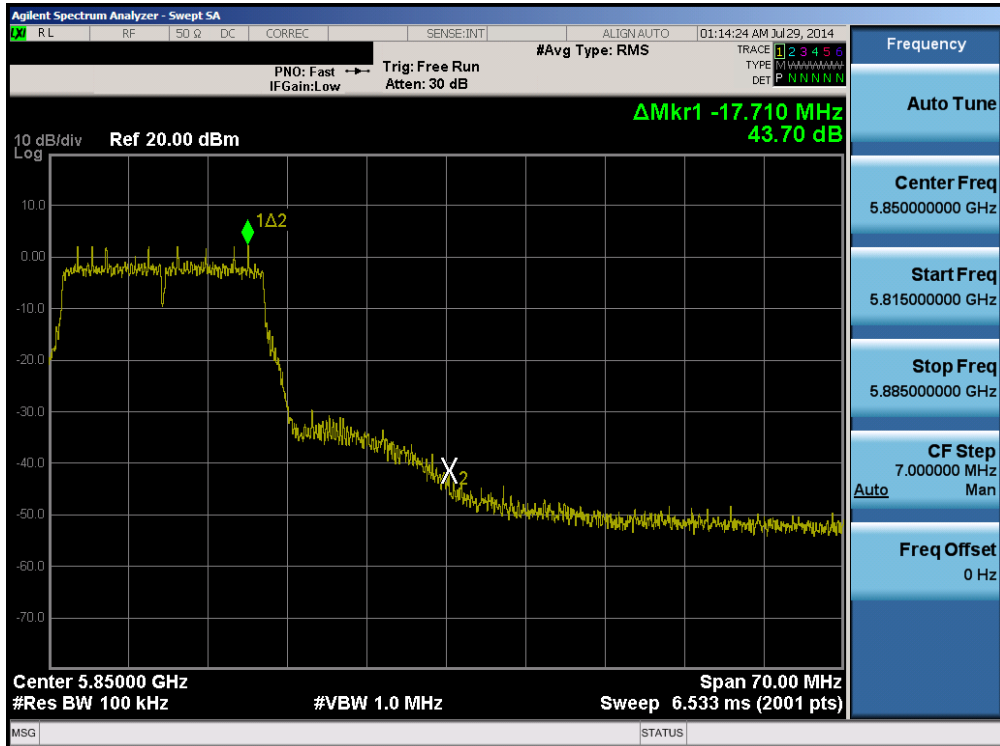 Agilent Spectrum Analyzer - Swept SA
LXI RL RF 50 Ω DC CORREC SENSE:INT ALIGN AUTO 01:14:24 AM Jul 29, 2014
#Avg Type: RMS
TRACE 1 2 3 4 5 6
PNO: Fast Trig: Free Run
TYPE M
IFGain:Low Atten: 30 dB
DET P N N N N N
ΔMkr1 -17.710 MHz
43.70 dB
10 dB/div Ref 20.00 dBm
Log
10.0
1Δ2
0.00
-10.0
-20.0
-30.0
-40.0
2
-50.0
-60.0
-70.0
Center 5.85000 GHz Span 70.00 MHz
#Res BW 100 kHz #VBW 1.0 MHz Sweep 6.533 ms (2001 pts)
MSG STATUS
Frequency
Auto Tune
Center Freq
5.850000000 GHz
Start Freq
5.815000000 GHz
Stop Freq
5.885000000 GHz
CF Step
7.000000 MHz
Auto Man
Freq Offset
0 Hz